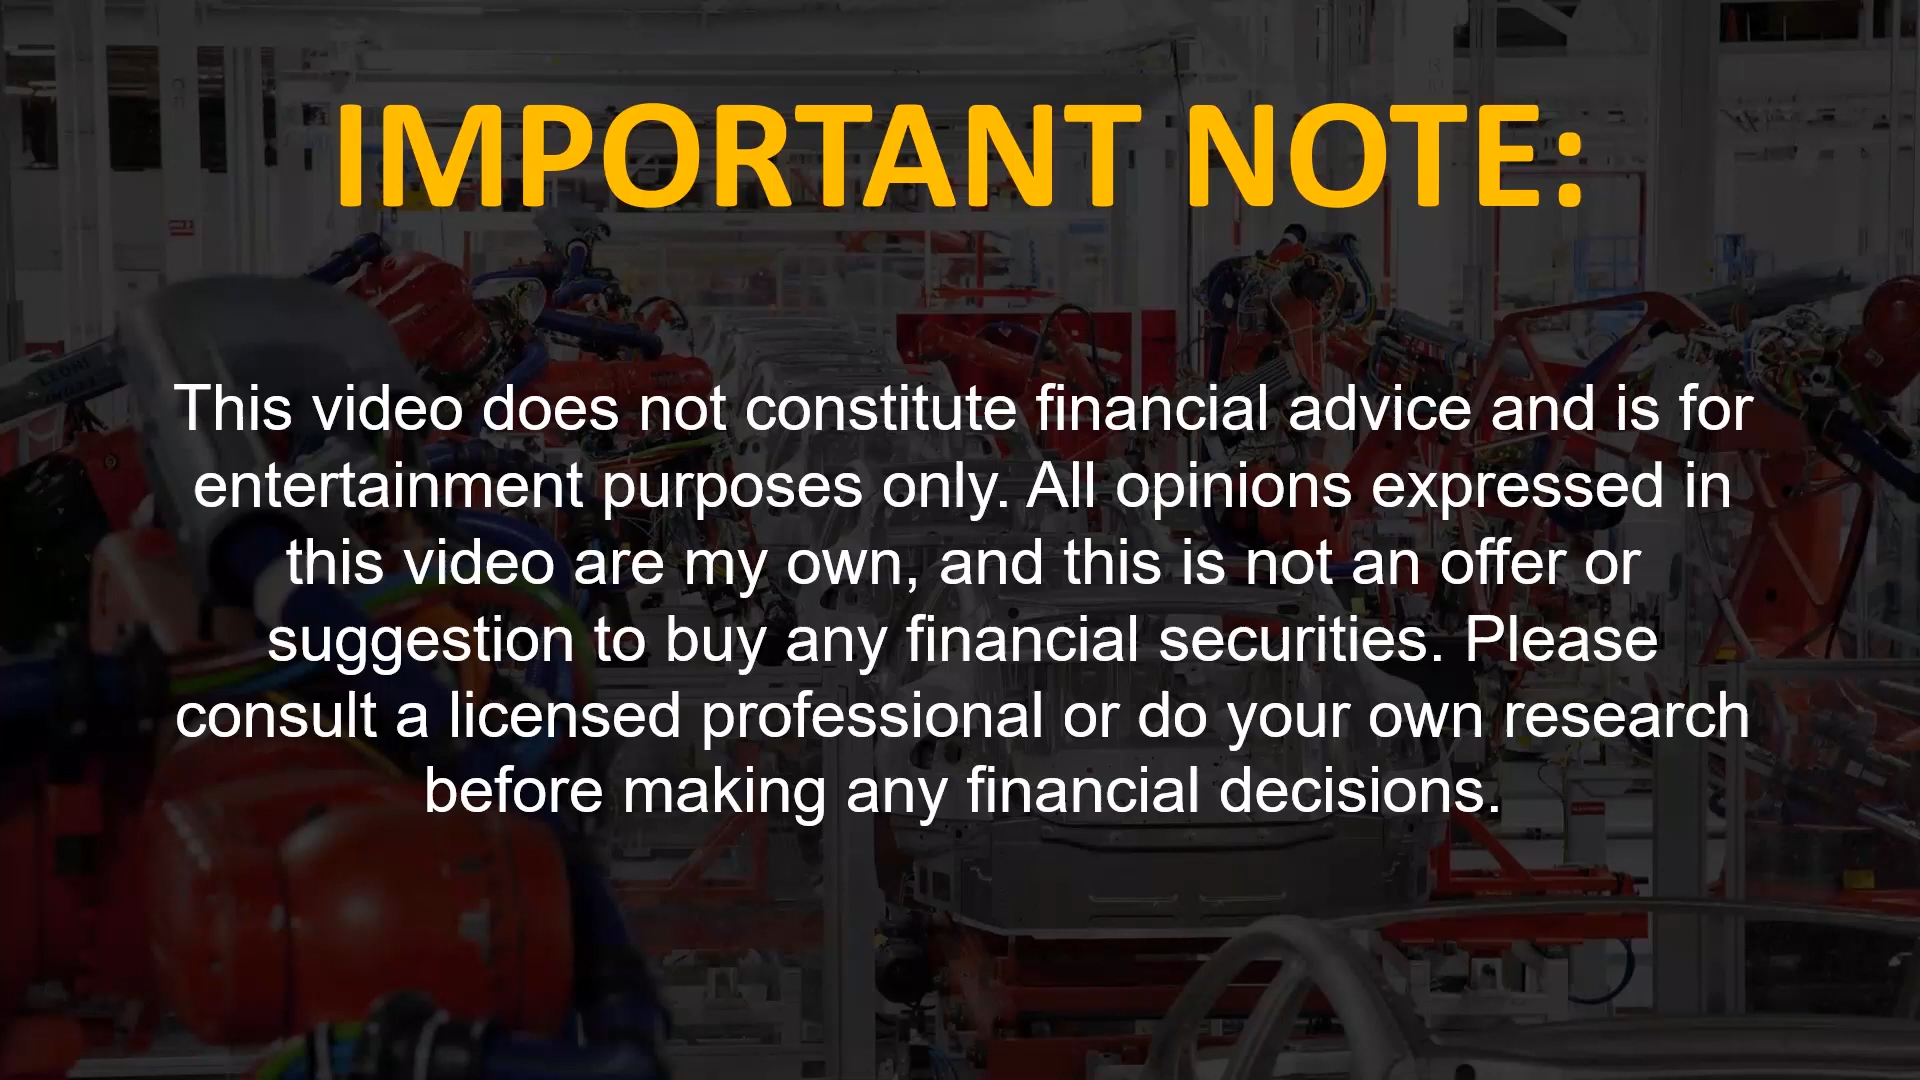 IMPORTANT NOTE:
This video does not constitute financial advice and is for
entertainment purposes only. All opinions expressed in
this video are my own, and this is not an offer or
suggestion to buy any financial securities. Please
consult a licensed professional or do your own research
before making any financial decisions.